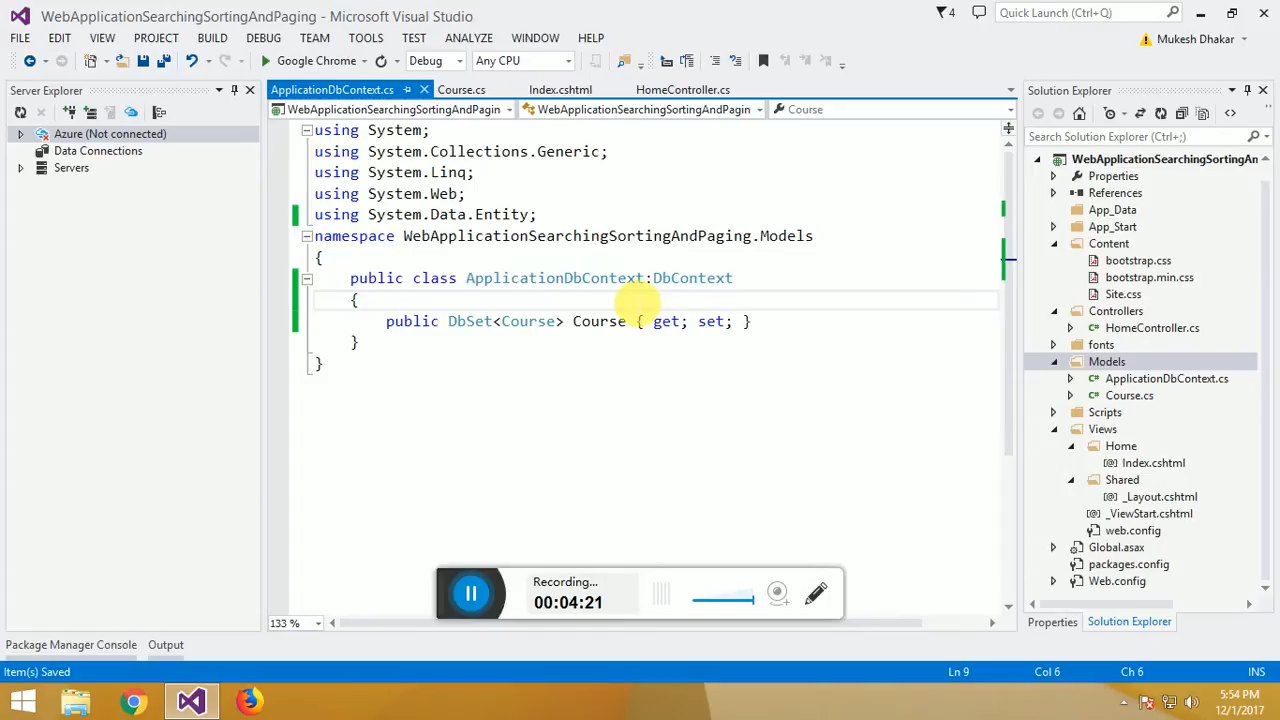 WebApplicationSearchingSortingAndPaging - Microsoft Visual Studio
4
Quick Launch (Ctrl+Q)
FILE EDIT VIEW PROJECT BUILD DEBUG TEAM TOOLS TEST ANALYZE WINDOW HELP
Mukesh Dhakar
Google Chrome
Debug
Any CPU
Server Explorer
Azure (Not connected)
Data Connections
Servers
ApplicationDbContext.cs
Course.cs
Index.cshtml
HomeController.cs
WebApplicationSearchingSortingAndPagin
WebApplicationSearchingSortingAndPagin
Course
using System;
using System.Collections.Generic;
using System.Linq;
using System.Web;
using System.Data.Entity;
namespace WebApplicationSearchingSortingAndPaging.Models
{
public class ApplicationDbContext:DbContext
{
public DbSet<Course> Course { get; set; }
}
}
133 %
Solution Explorer
Search Solution Explorer (Ctrl+;)
WebApplicationSearchingSortingAn
Properties
References
App_Data
App_Start
Content
bootstrap.css
bootstrap.min.css
Site.css
Controllers
HomeController.cs
fonts
Models
ApplicationDbContext.cs
Course.cs
Scripts
Views
Home
Index.cshtml
Shared
_Layout.cshtml
_ViewStart.cshtml
web.config
Global.asax
packages.config
Web.config
Properties
Solution Explorer
Recording...
00:04:21
Package Manager Console
Output
Item(s) Saved
Ln 9
Col 6
Ch 6
INS
5:54 PM
12/1/2017